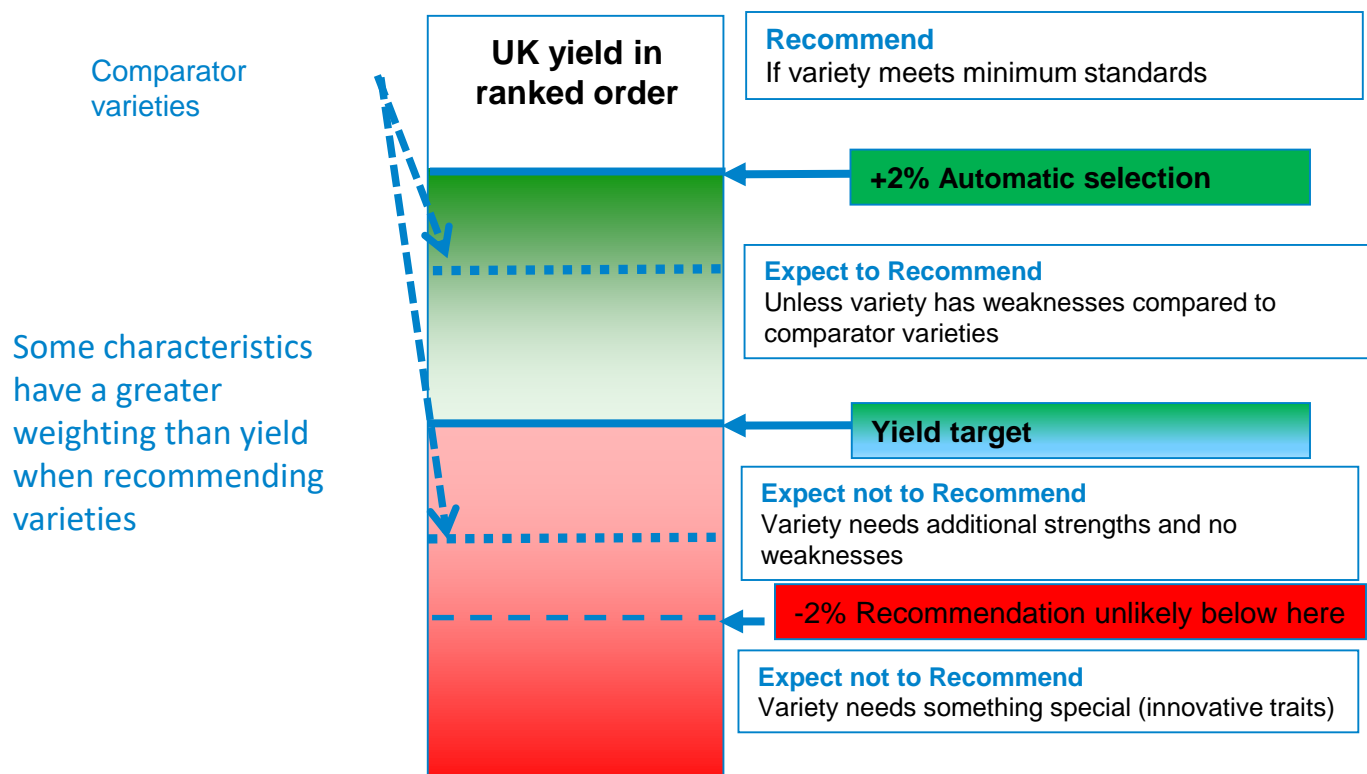 UK yield in
ranked order
Comparator
varieties
Some characteristics
have a greater
weighting than yield
when recommending
varieties
Recommend
If variety meets minimum standards
+2% Automatic selection
Expect to Recommend
Unless variety has weaknesses compared to
comparator varieties
Yield target
Expect not to Recommend
Variety needs additional strengths and no
weaknesses
-2% Recommendation unlikely below here
Expect not to Recommend
Variety needs something special (innovative traits)